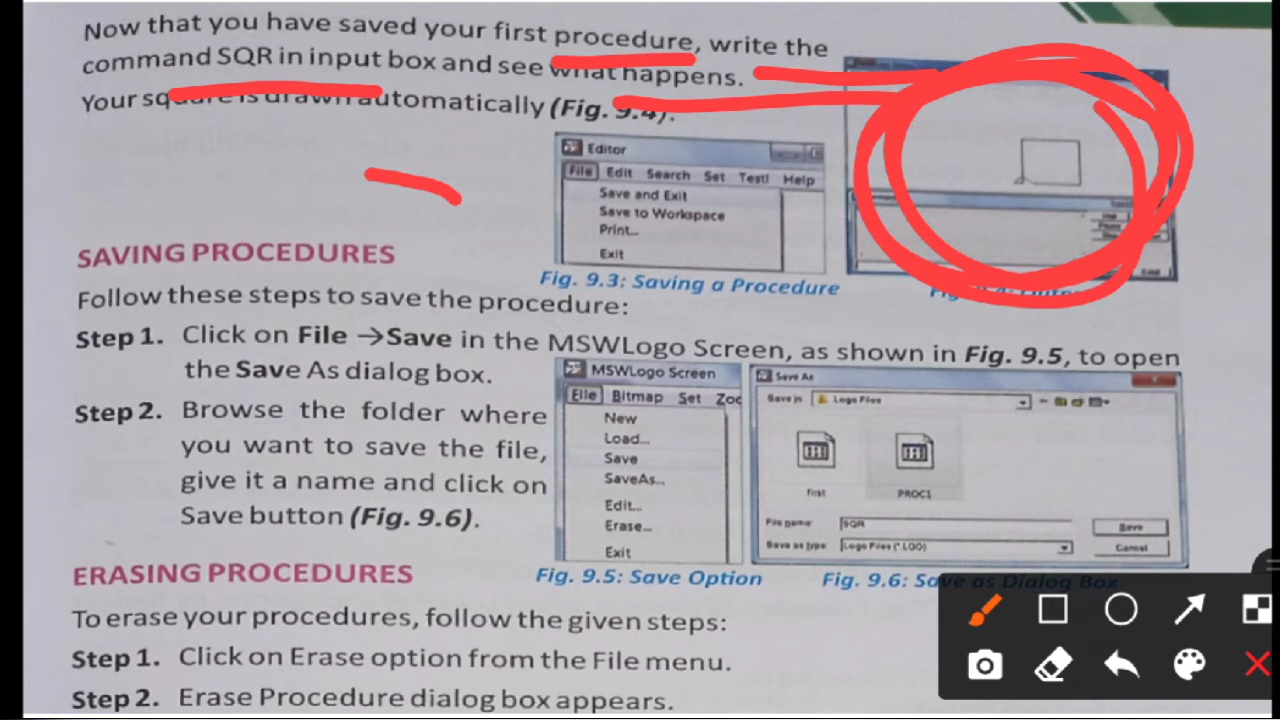 Now that you have saved your first procedure, write the
command SQR in input box and see what happens.
Your square is drawn automatically (Fig. 9.4).
Editor
File Edit Search Set Test! Help
Save and Exit
Save to Workspace
Print...
Exit
Fig. 9.3: Saving a Procedure
SAVING PROCEDURES
Follow these steps to save the procedure:
Step 1. Click on File →Save in the MSWLogo Screen, as shown in Fig. 9.5, to open
the Save As dialog box.
Step 2. Browse the folder where
you want to save the file,
give it a name and click on
Save button (Fig. 9.6).
MSWLogo Screen
File Bitmap Set Zoo
New
Load...
Save
SaveAs...
Edit...
Erase...
Exit
Fig. 9.5: Save Option
Save As
Save in Logo Files
first PROC1
File name SQR Save
Save as type Logo Files (*.LGO) Cancel
Fig. 9.6: Save as Dialog Box
ERASING PROCEDURES
To erase your procedures, follow the given steps:
Step 1. Click on Erase option from the File menu.
Step 2. Erase Procedure dialog box appears.